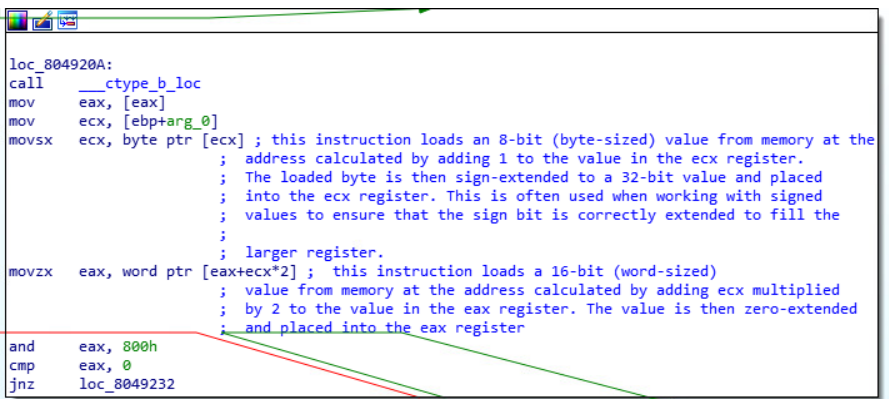 loc_804920A:
call ___ctype_b_loc
mov eax, [eax]
mov ecx, [ebp+arg_0]
movsx ecx, byte ptr [ecx] ; this instruction loads an 8-bit (byte-sized) value from memory at the
; address calculated by adding 1 to the value in the ecx register.
; The loaded byte is then sign-extended to a 32-bit value and placed
; into the ecx register. This is often used when working with signed
; values to ensure that the sign bit is correctly extended to fill the
;
; larger register.
movzx eax, word ptr [eax+ecx*2] ; this instruction loads a 16-bit (word-sized)
; value from memory at the address calculated by adding ecx multiplied
; by 2 to the value in the eax register. The value is then zero-extended
; and placed into the eax register
and eax, 800h
cmp eax, 0
jnz loc_8049232